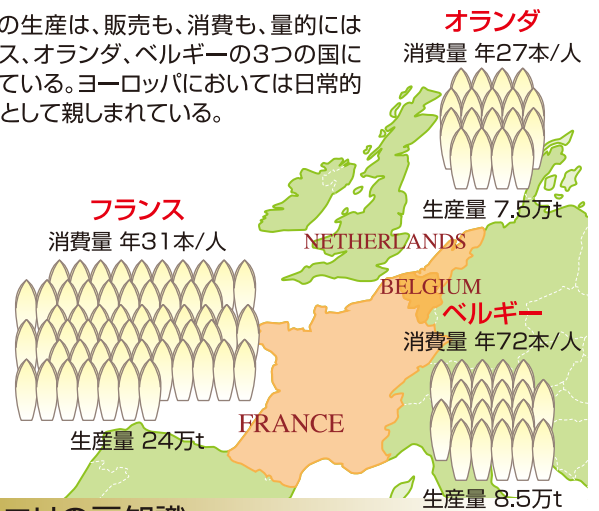 の生産は、販売も、消費も、量的には
ス、オランダ、ベルギーの3つの国に
ている。ヨーロッパにおいては日常的
として親しまれている。
オランダ
消費量 年27本/人
生産量 7.5万t
フランス
消費量 年31本/人
生産量 24万t
NETHERLANDS
BELGIUM
ベルギー
消費量 年72本/人
生産量 8.5万t
FRANCE